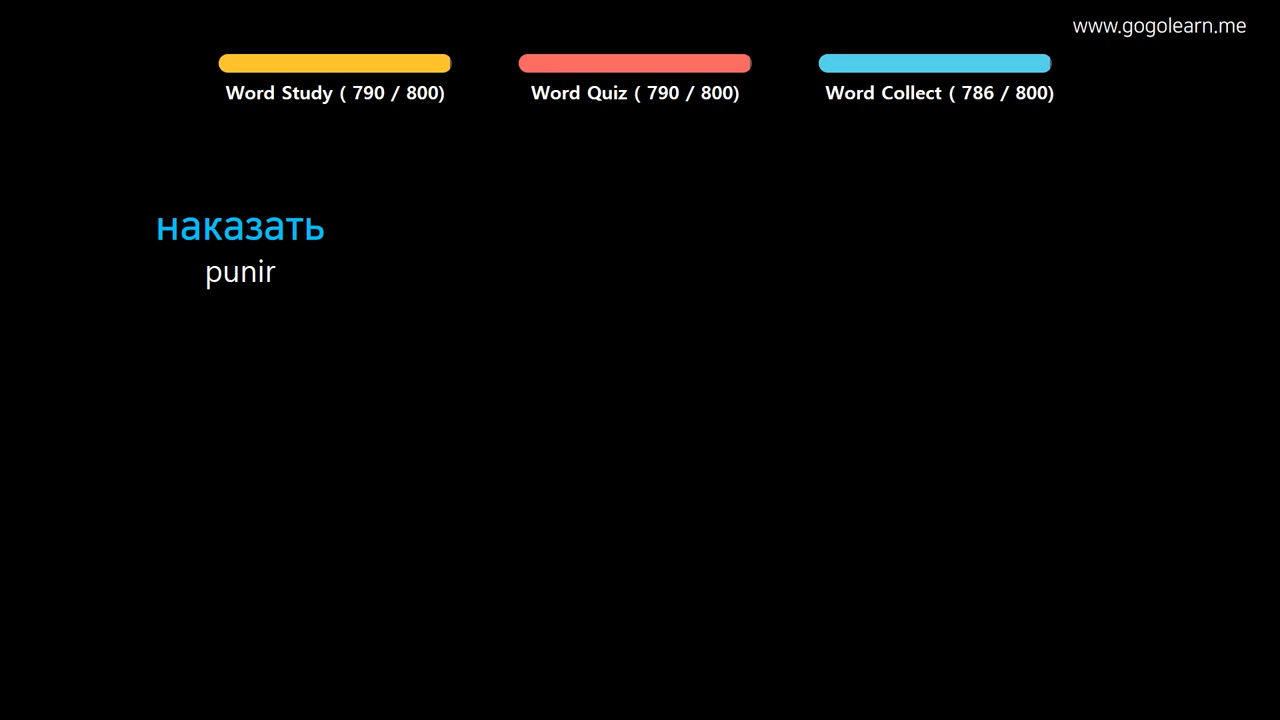 www.gogolearn.me
Word Study ( 790 / 800)
Word Quiz ( 790 / 800)
Word Collect ( 786 / 800)
наказать
punir